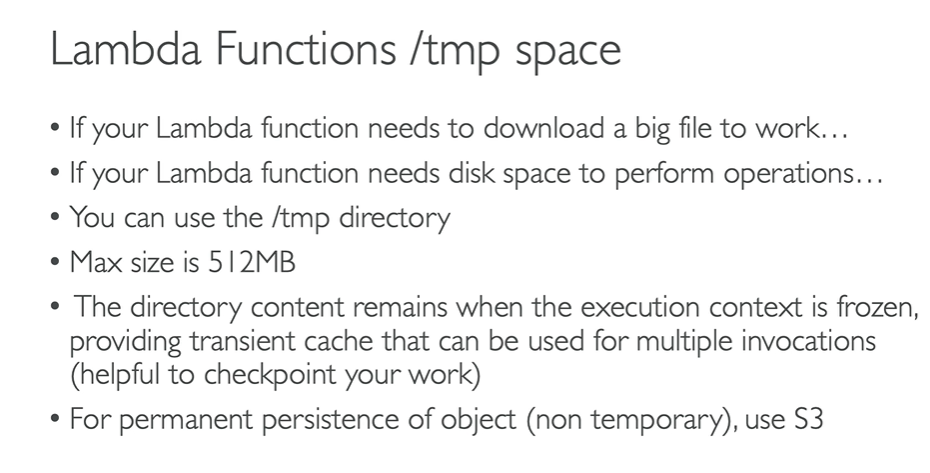 Lambda Functions /tmp space
• If your Lambda function needs to download a big file to work…
• If your Lambda function needs disk space to perform operations…
• You can use the /tmp directory
• Max size is 512MB
• The directory content remains when the execution context is frozen,
providing transient cache that can be used for multiple invocations
(helpful to checkpoint your work)
• For permanent persistence of object (non temporary), use S3